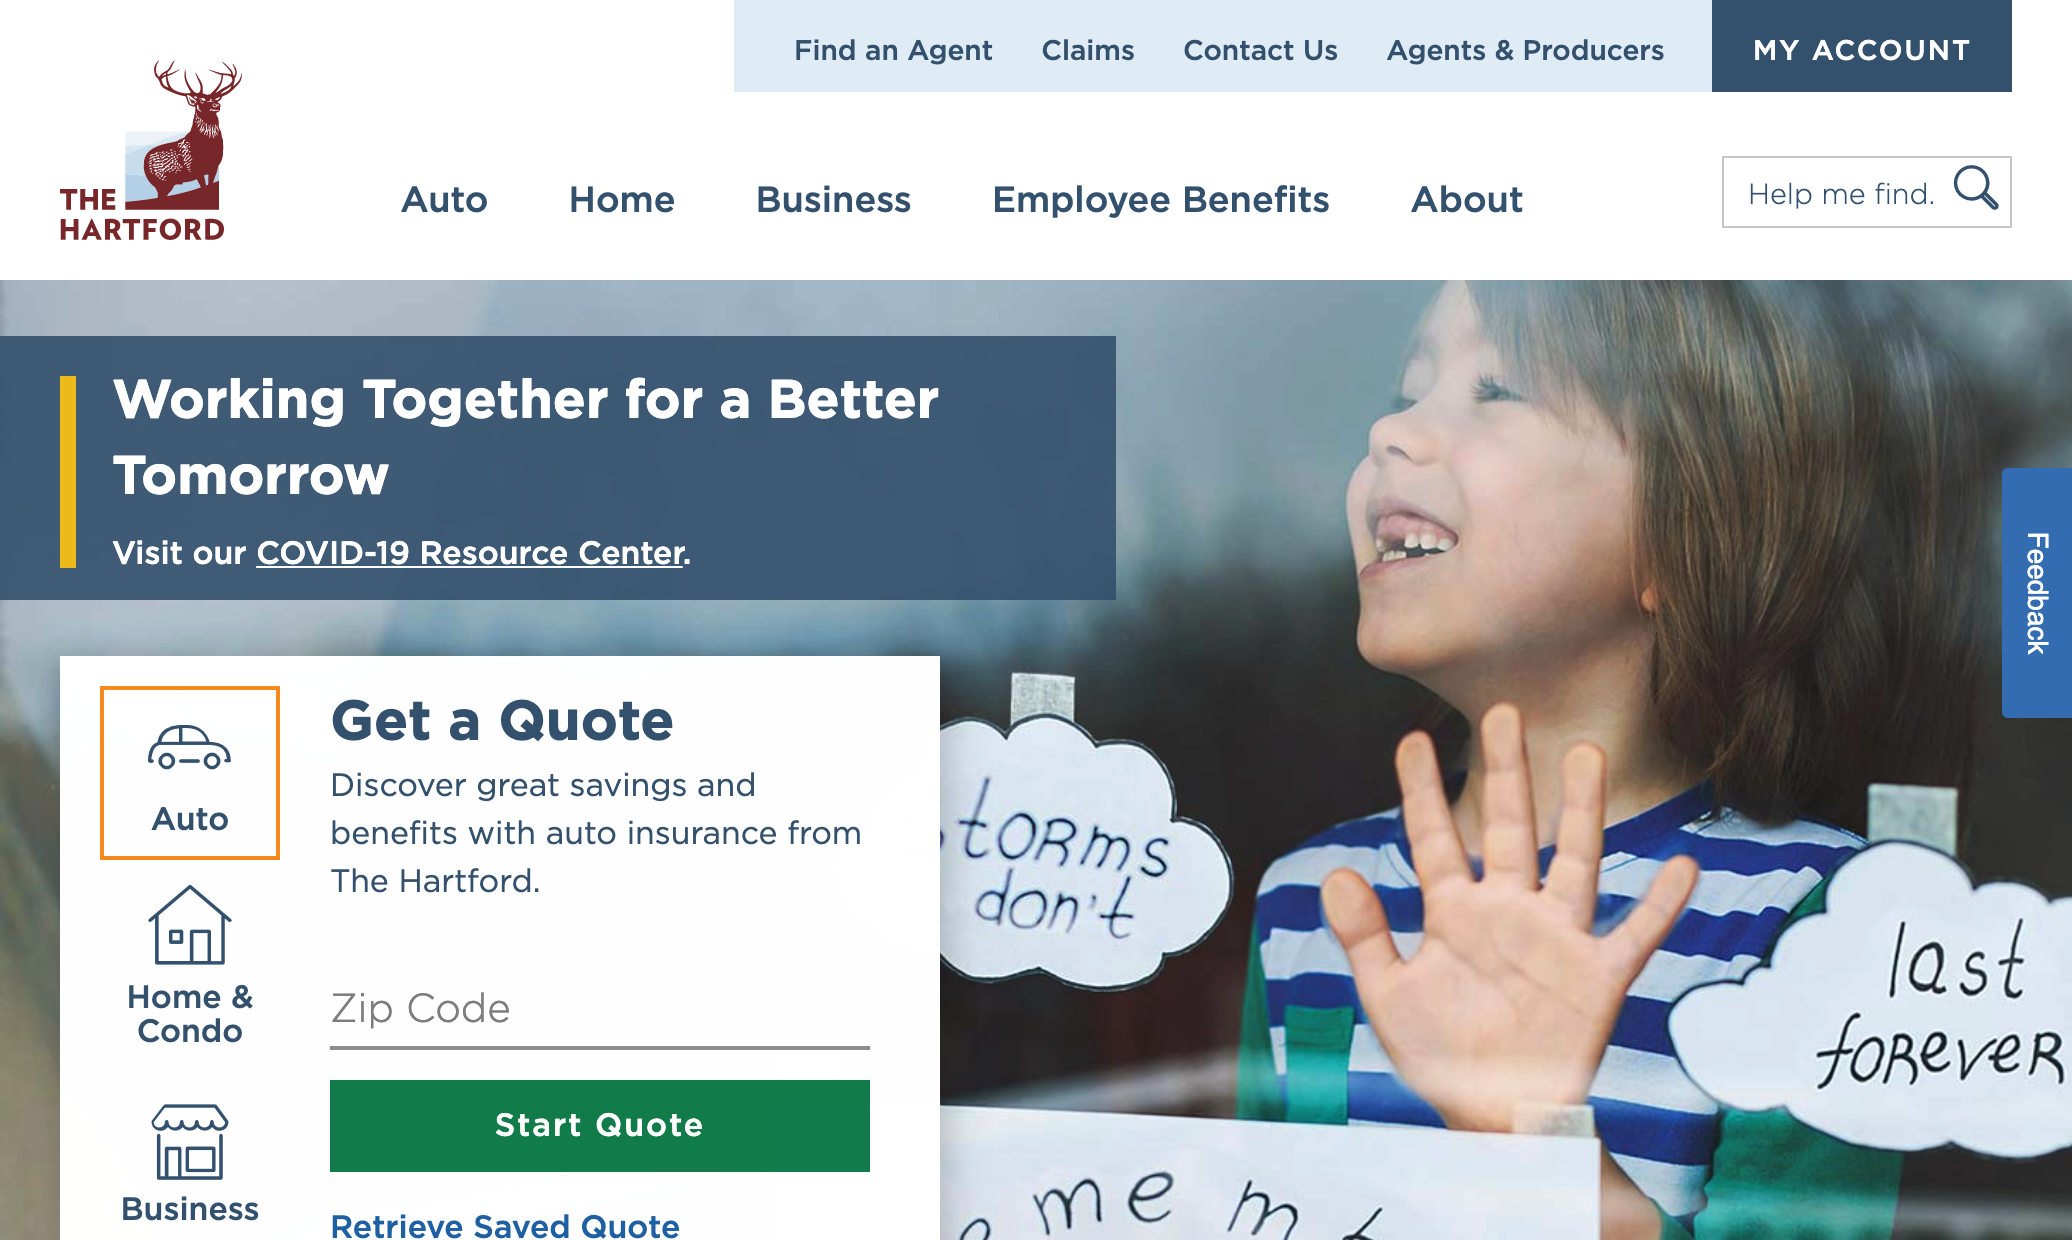 Find an Agent
Claims
Contact Us
Agents & Producers
MY ACCOUNT
THE
HARTFORD
Auto
Home
Business
Employee Benefits
About
Help me find.
Working Together for a Better
Tomorrow
Visit our COVID-19 Resource Center.
Feedback
Auto
Home &
Condo
Business
Get a Quote
Discover great savings and
benefits with auto insurance from
The Hartford.
Zip Code
Start Quote
Retrieve Saved Quote
torms
don't
last
forever